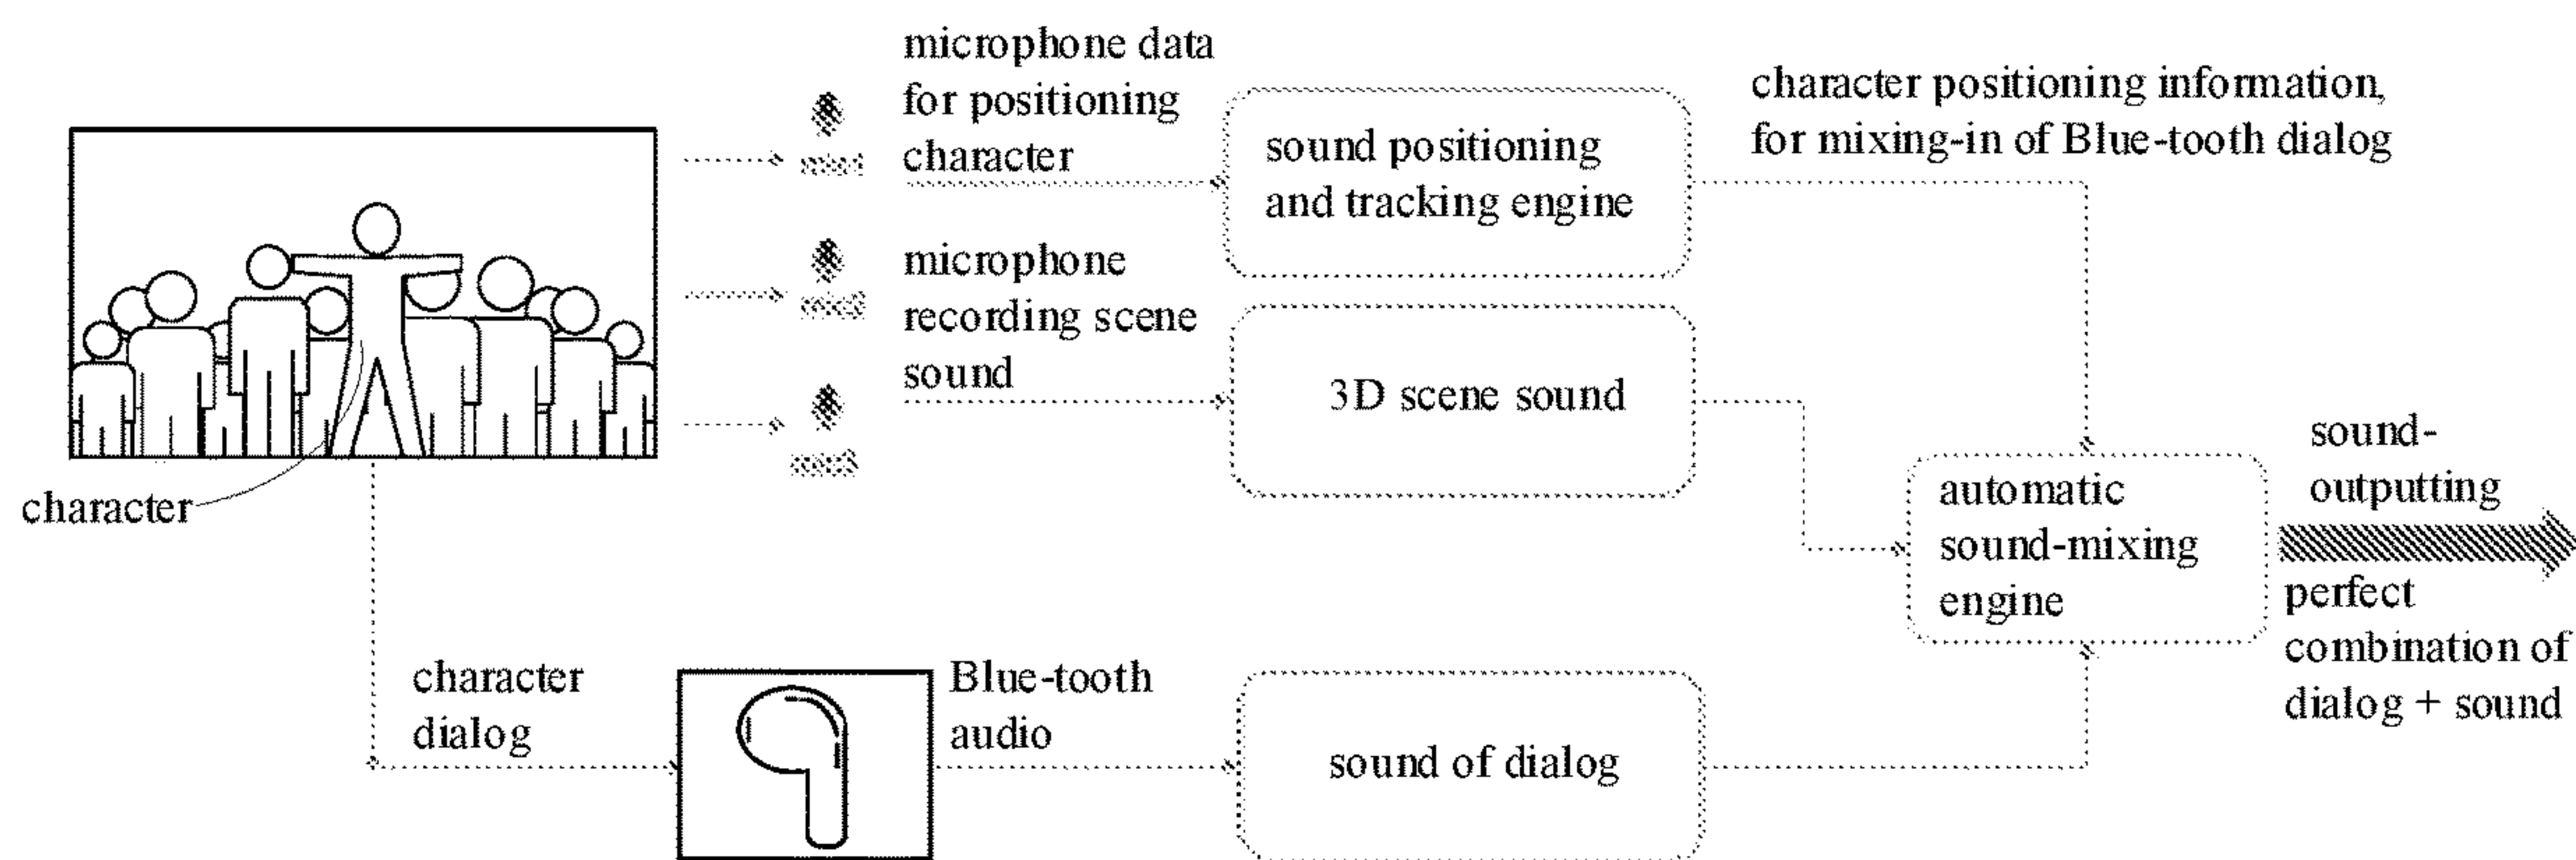 microphone data
for positioning
character
sound positioning
and tracking engine
character positioning information,
for mixing-in of Blue-tooth dialog
microphone
recording scene
sound
3D scene sound
character
automatic
sound-mixing
engine
sound-
outputting
perfect
combination of
dialog + sound
character
dialog
Blue-tooth
audio
sound of dialog